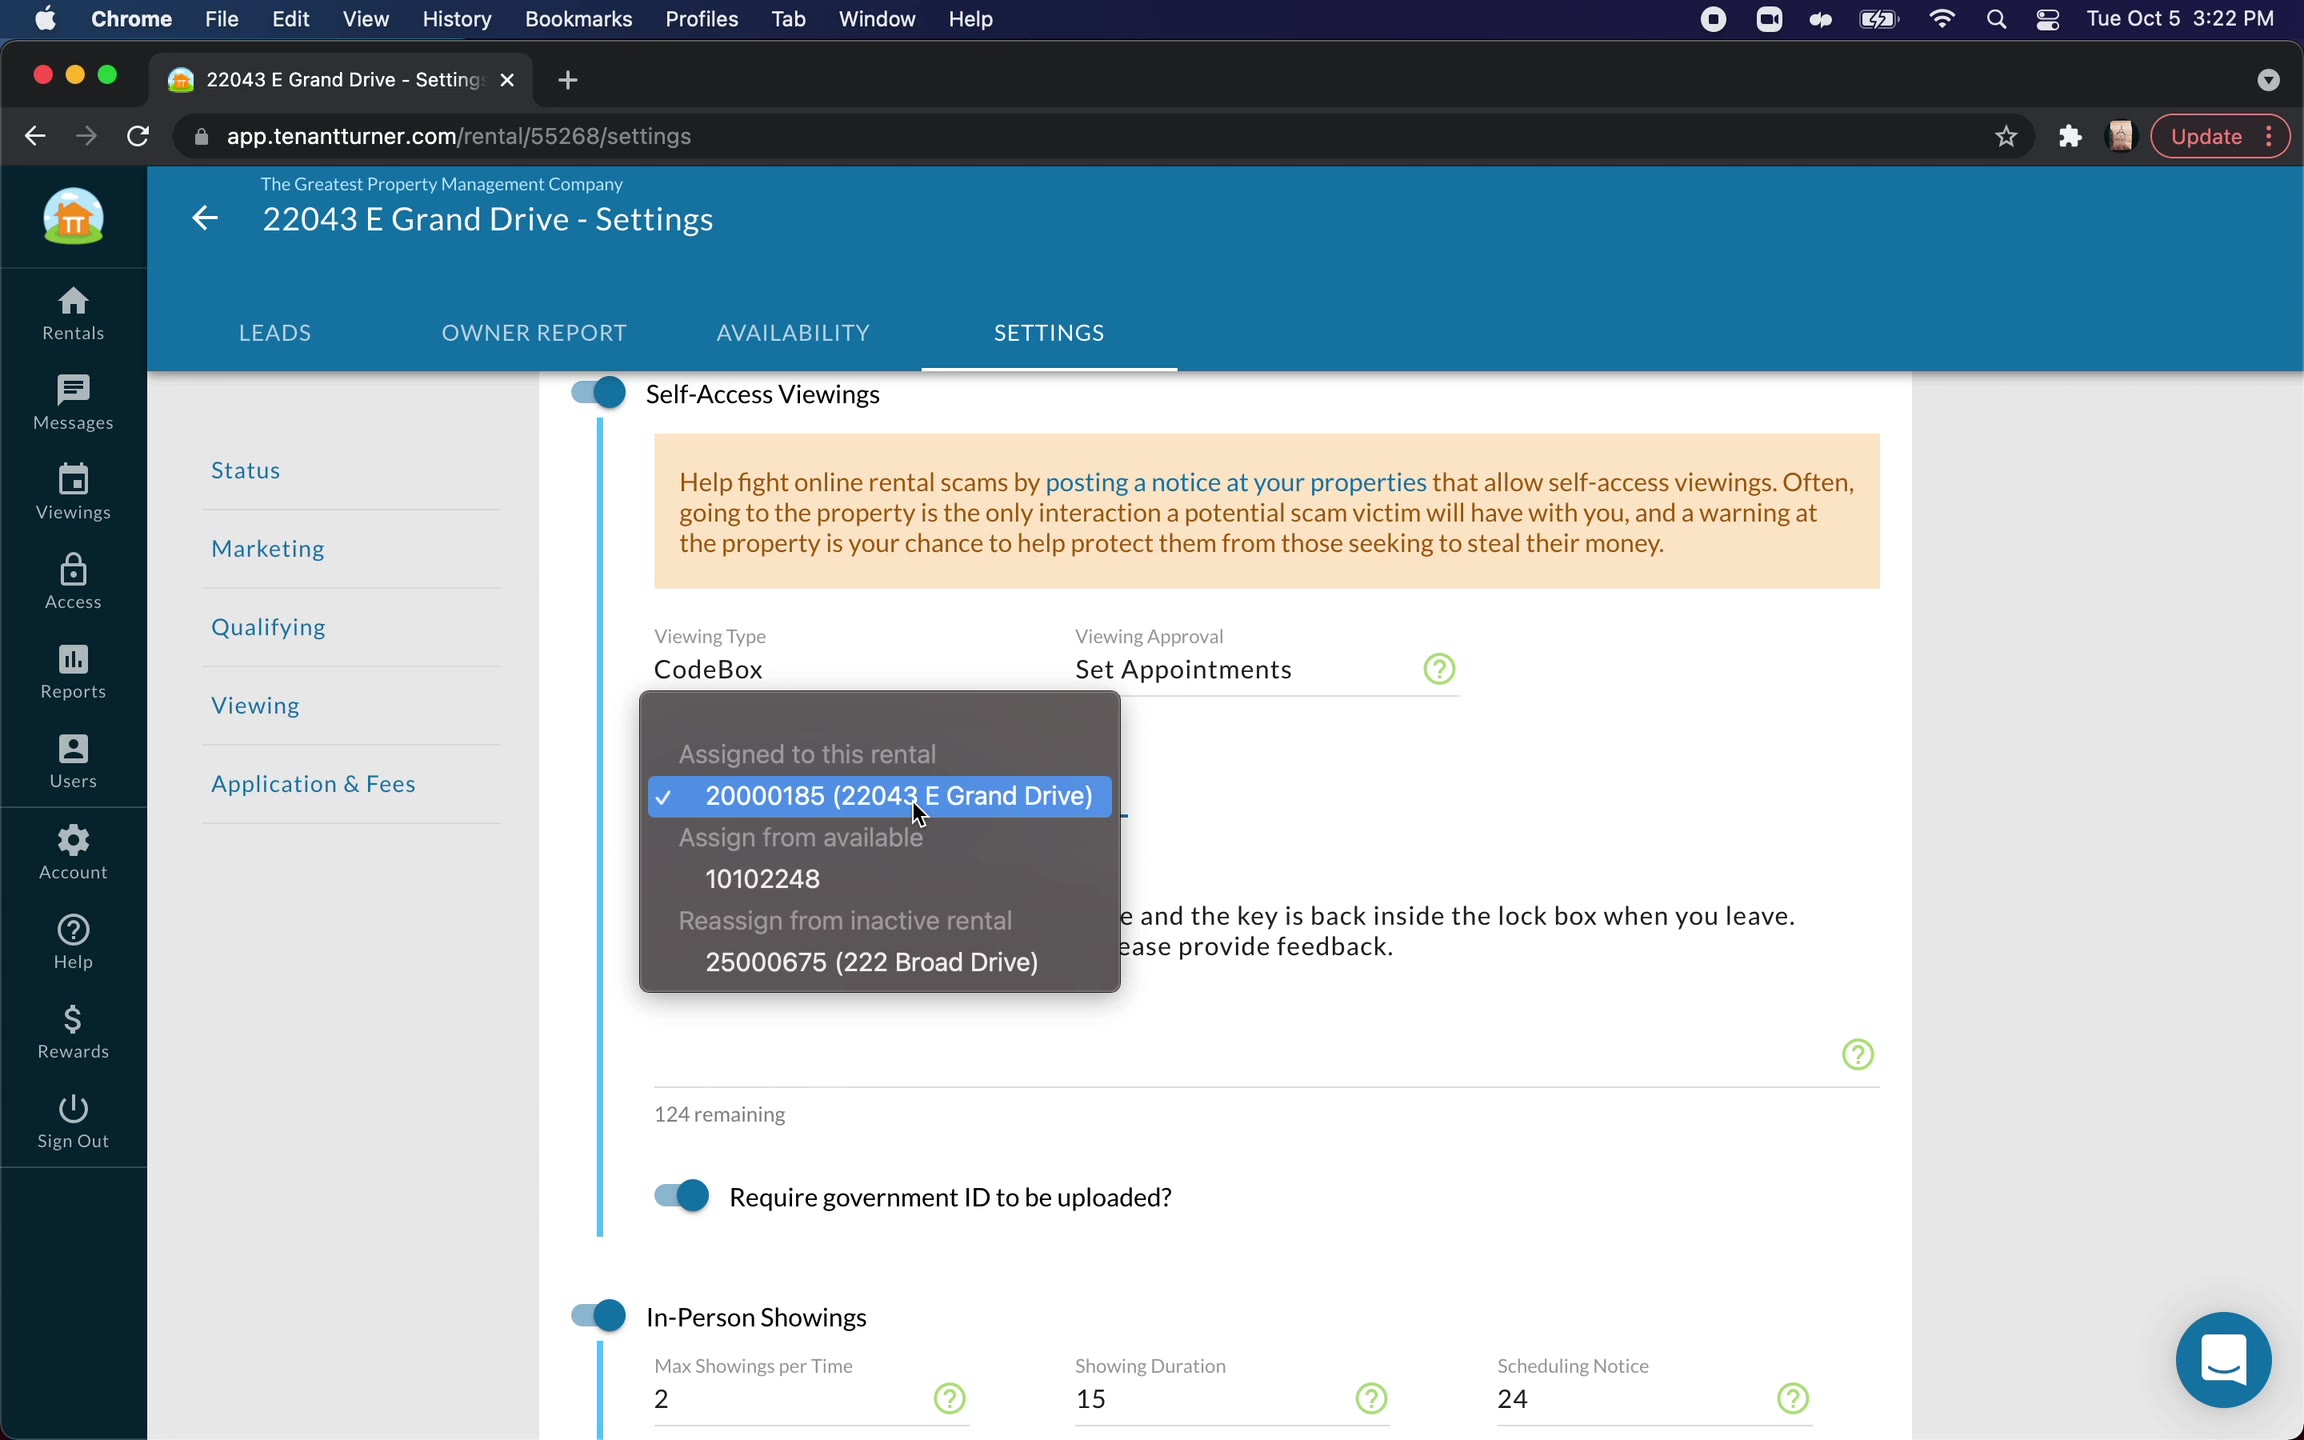 Chrome File Edit View History Bookmarks Profiles Tab Window Help Tue Oct 5 3:22 PM
22043 E Grand Drive - Settings
app.tenantturner.com/rental/55268/settings Update
The Greatest Property Management Company
22043 E Grand Drive - Settings
LEADS OWNER REPORT AVAILABILITY SETTINGS
Rentals
Messages
Viewings
Access
Reports
Users
Account
Help
Rewards
Sign Out
Status
Marketing
Qualifying
Viewing
Application & Fees
Self-Access Viewings
Help fight online rental scams by posting a notice at your properties that allow self-access viewings. Often,
going to the property is the only interaction a potential scam victim will have with you, and a warning at
the property is your chance to help protect them from those seeking to steal their money.
Viewing Type Viewing Approval
CodeBox Set Appointments
Assigned to this rental
✓ 20000185 (22043 E Grand Drive)
Assign from available
10102248
Reassign from inactive rental
25000675 (222 Broad Drive)
e and the key is back inside the lock box when you leave.
ease provide feedback.
124 remaining
Require government ID to be uploaded?
In-Person Showings
Max Showings per Time Showing Duration Scheduling Notice
2 15 24